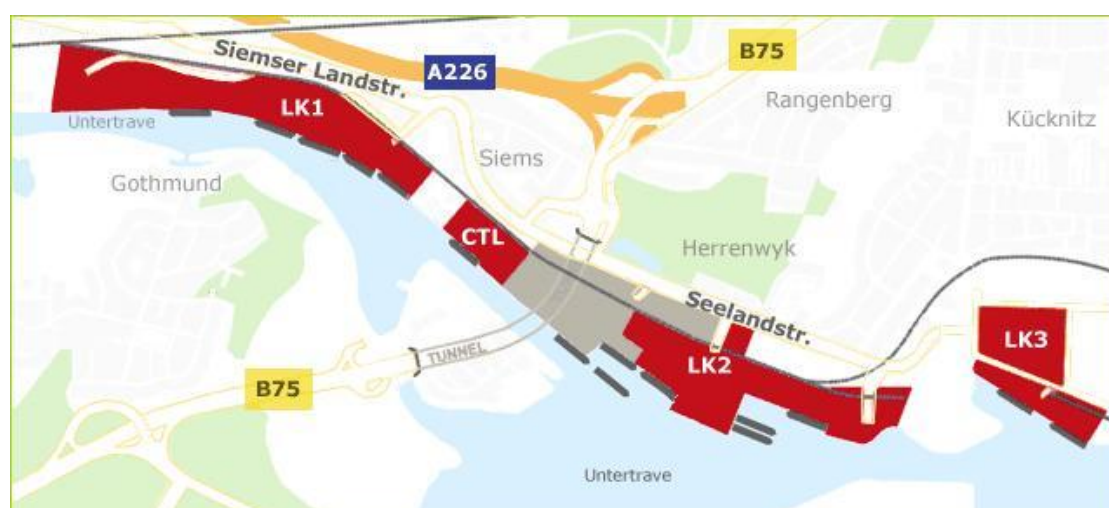 B75
Siemser Landstr.
A226
Rangenberg
LK1
Kücknitz
Untertrave
Siems
Gothmund
CTL
Herrenwyk
Seelandstr.
LK3
TUNNEL
LK2
B75
Untertrave